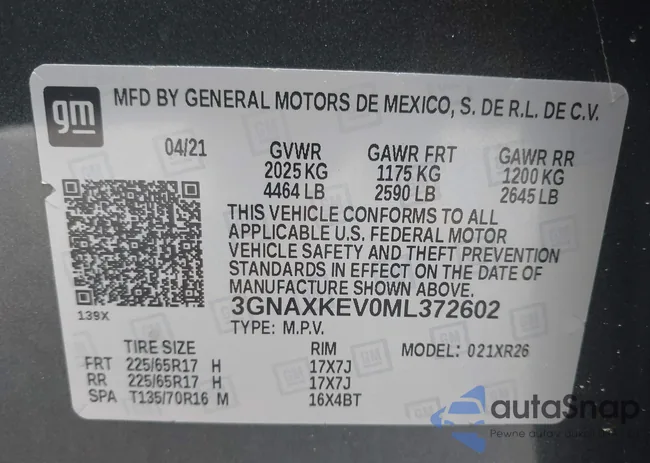 gm
MFD BY GENERAL MOTORS DE MEXICO, S. DE R.L. DE C.V.
04/21 GVWR GAWR FRT GAWR RR
2025 KG 1175 KG 1200 KG
4464 LB 2590 LB 2645 LB
THIS VEHICLE CONFORMS TO ALL
APPLICABLE U.S. FEDERAL MOTOR
VEHICLE SAFETY AND THEFT PREVENTION
STANDARDS IN EFFECT ON THE DATE OF
MANUFACTURE SHOWN ABOVE.
139X
3GNAXKEV0ML372602
TYPE: M.P.V.
TIRE SIZE RIM MODEL: 021XR26
FRT 225/65R17 H 17X7J
RR 225/65R17 H 17X7J
SPA T135/70R16 M 16X4BT
autoSnap
Pewne auta